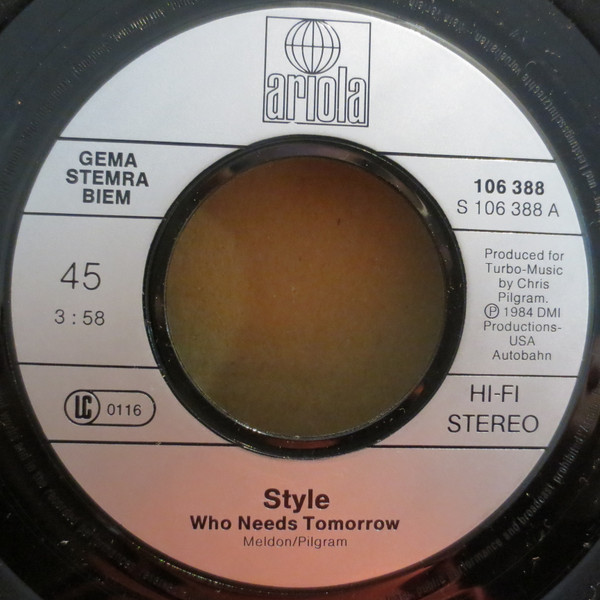 ariola
GEMA
STEMRA
BIEM
106 388
S 106 388 A
45
3:58
Produced for
Turbo-Music
by Chris
Pilgram.
Ⓟ 1984 DMI
Productions-
USA
Autobahn
LC 0116
HI-FI
STEREO
Style
Who Needs Tomorrow
Meldon/Pilgram